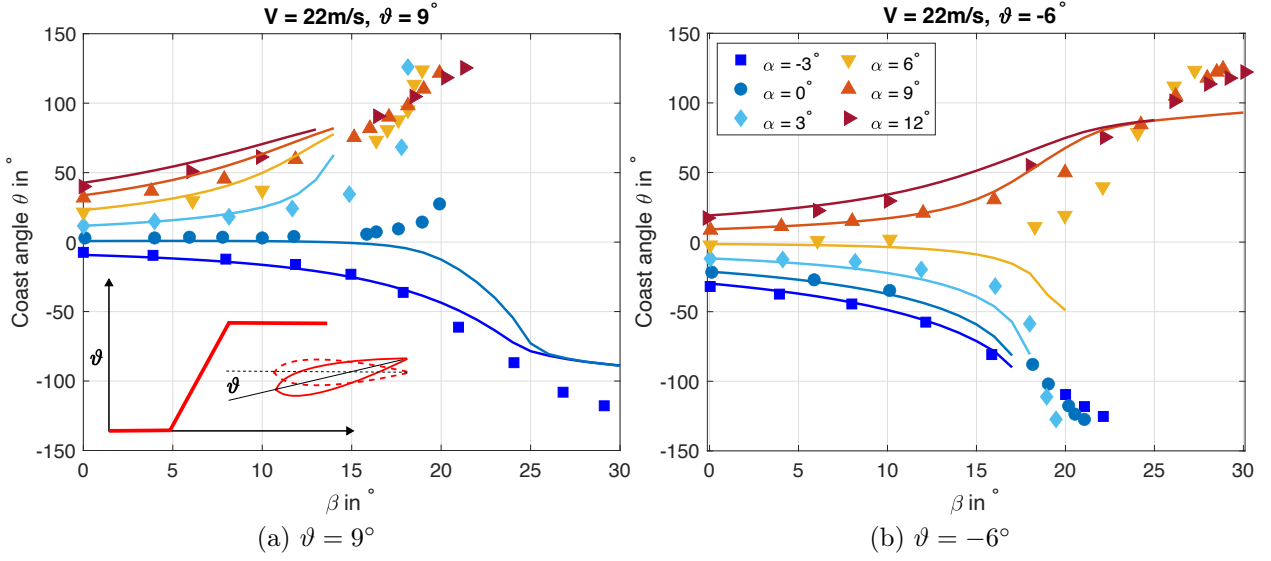 V = 22m/s, ϑ = 9°
150
100
50
0
-50
-100
-150
Coast angle θ in °
0
5
10
15
20
25
30
β in °
ϑ
ϑ
(a) ϑ = 9°
V = 22m/s, ϑ = -6°
150
100
50
0
-50
-100
-150
Coast angle θ in °
α = -3°
α = 0°
α = 3°
α = 6°
α = 9°
α = 12°
0
5
10
15
20
25
30
β in °
(b) ϑ = −6°